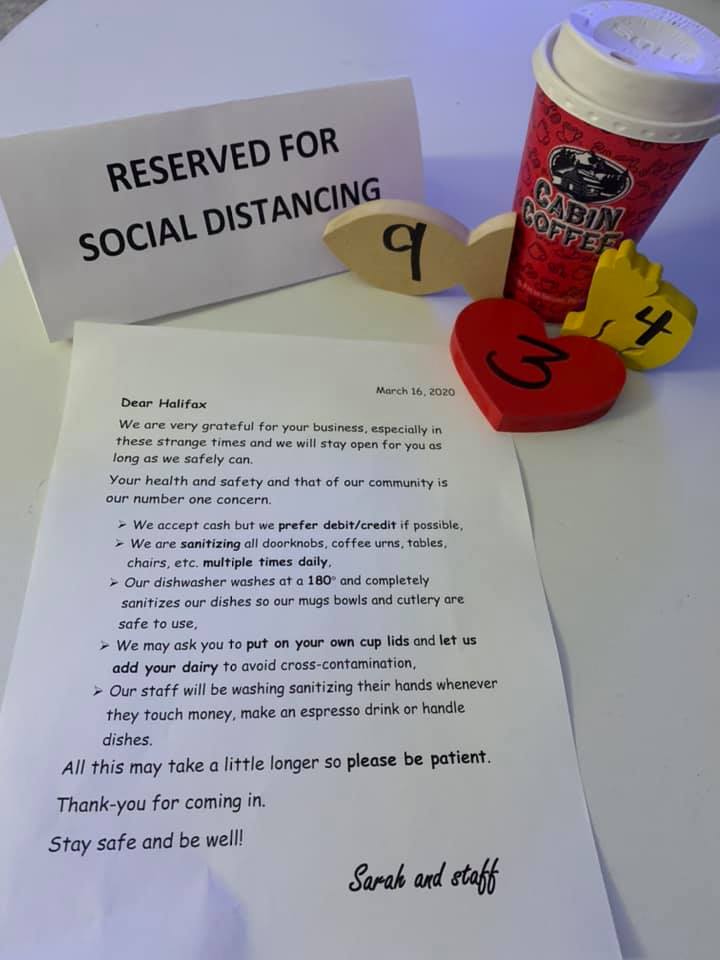 RESERVED FOR
SOCIAL DISTANCING
SOLO
CABIN
COFFEE
9
4
3
March 16, 2020
Dear Halifax
We are very grateful for your business, especially in
these strange times and we will stay open for you as
long as we safely can.
Your health and safety and that of our community is
our number one concern.
➢ We accept cash but we prefer debit/credit if possible,
➢ We are sanitizing all doorknobs, coffee urns, tables,
chairs, etc. multiple times daily,
➢ Our dishwasher washes at a 180° and completely
sanitizes our dishes so our mugs bowls and cutlery are
safe to use,
➢ We may ask you to put on your own cup lids and let us
add your dairy to avoid cross-contamination,
➢ Our staff will be washing sanitizing their hands whenever
they touch money, make an espresso drink or handle
dishes.
All this may take a little longer so please be patient.
Thank-you for coming in.
Stay safe and be well!
Sarah and staff